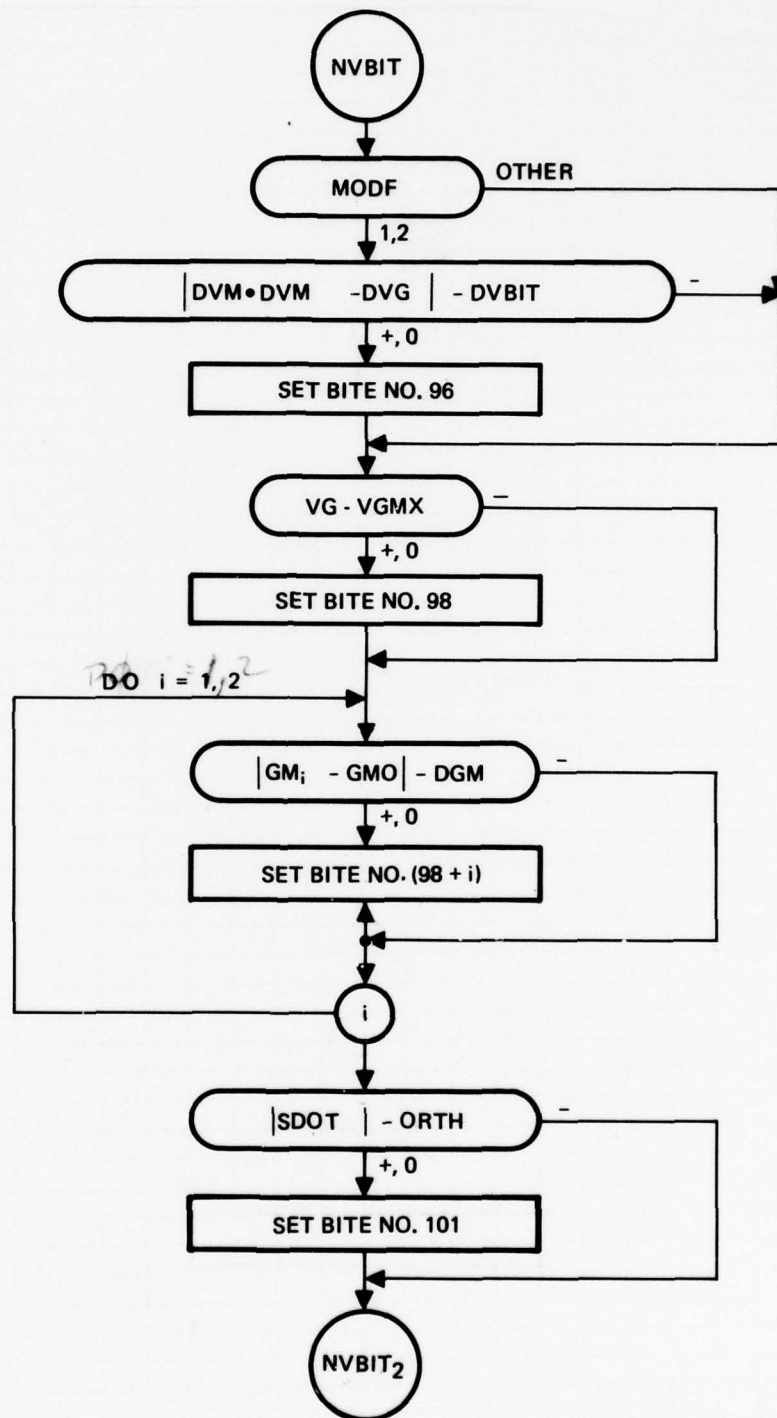 NVBIT
MODF
OTHER
1,2
|DVM•DVM -DVG| - DVBIT
-
+, 0
SET BITE NO. 96
VG - VGMX
-
+, 0
SET BITE NO. 98
DO i = 1, 2
|GMi - GMO| - DGM
-
+, 0
SET BITE NO. (98 + i)
i
|SDOT | - ORTH
-
+, 0
SET BITE NO. 101
NVBIT2